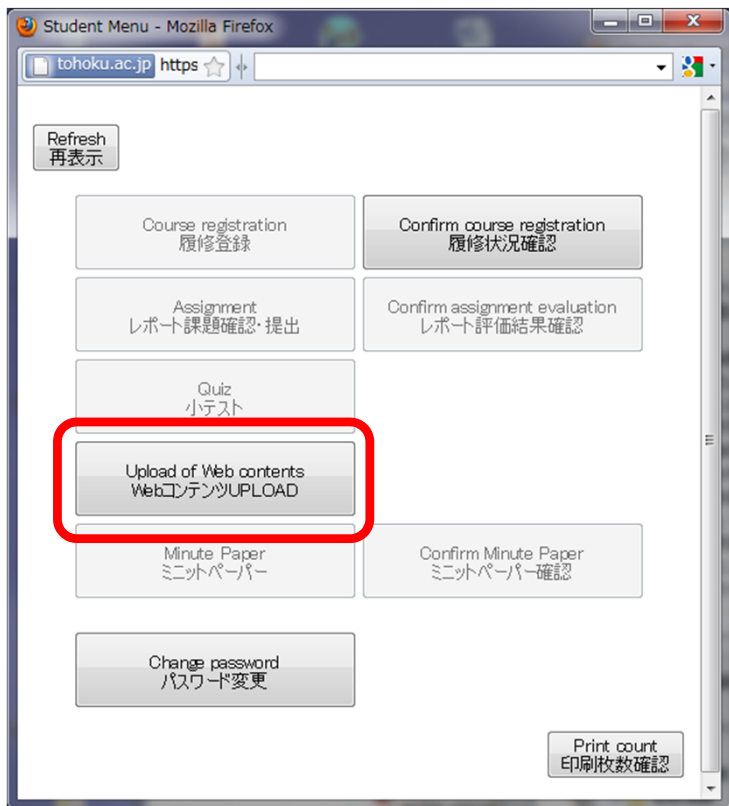 Student Menu - Mozilla Firefox
tohoku.ac.jp https
Refresh
再表示
Course registration
履修登録
Confirm course registration
履修状況確認
Assignment
レポート課題確認・提出
Confirm assignment evaluation
レポート評価結果確認
Quiz
小テスト
Upload of Web contents
WebコンテンツUPLOAD
Minute Paper
ミニットペーパー
Confirm Minute Paper
ミニットペーパー確認
Change password
パスワード変更
Print count
印刷枚数確認